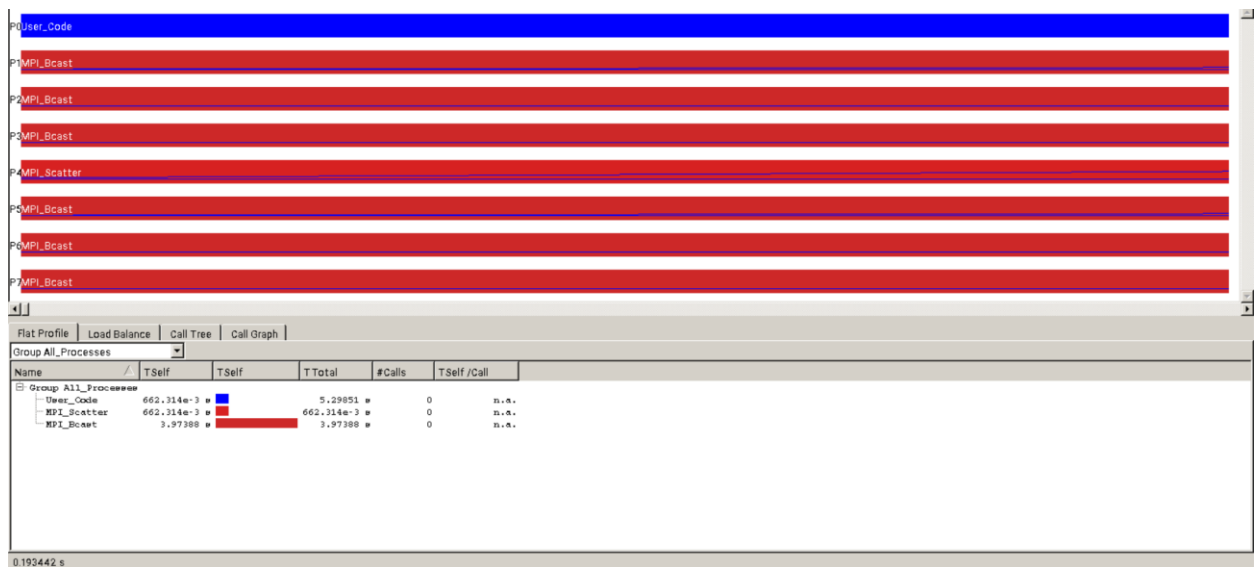 P0User_Code
P1MPI_Bcast
P2MPI_Bcast
P3MPI_Bcast
P4MPI_Scatter
P5MPI_Bcast
P6MPI_Bcast
P7MPI_Bcast
Flat Profile Load Balance Call Tree Call Graph
Group All_Processes
Name TSelf TSelf TTotal #Calls TSelf /Call
Group All_Processes
User_Code 662.314e-3 s 5.29851 s 0 n.a.
MPI_Scatter 662.314e-3 s 662.314e-3 s 0 n.a.
MPI_Bcast 3.97388 s 3.97388 s 0 n.a.
0.193442 s